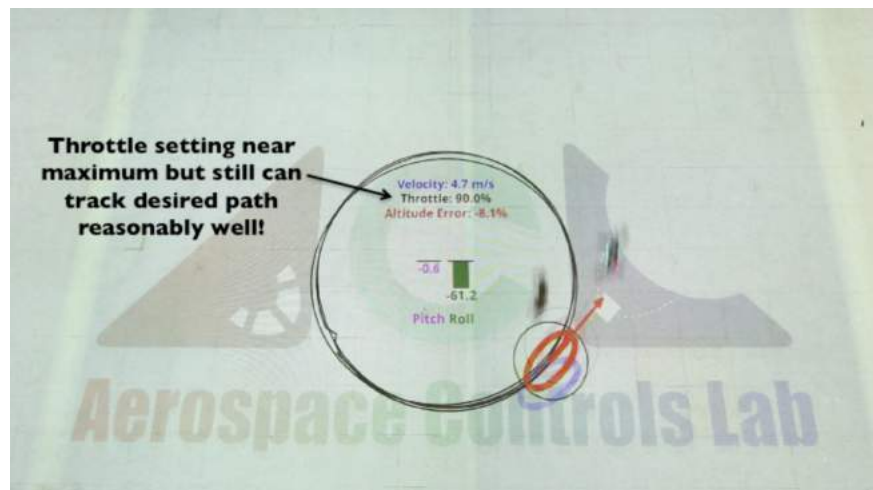 Throttle setting near
maximum but still can
track desired path
reasonably well!
Velocity: 4.7 m/s
Throttle: 90.0%
Altitude Error: -8.1%
-0.6
-61.2
Pitch Roll
Aerospace Controls Lab